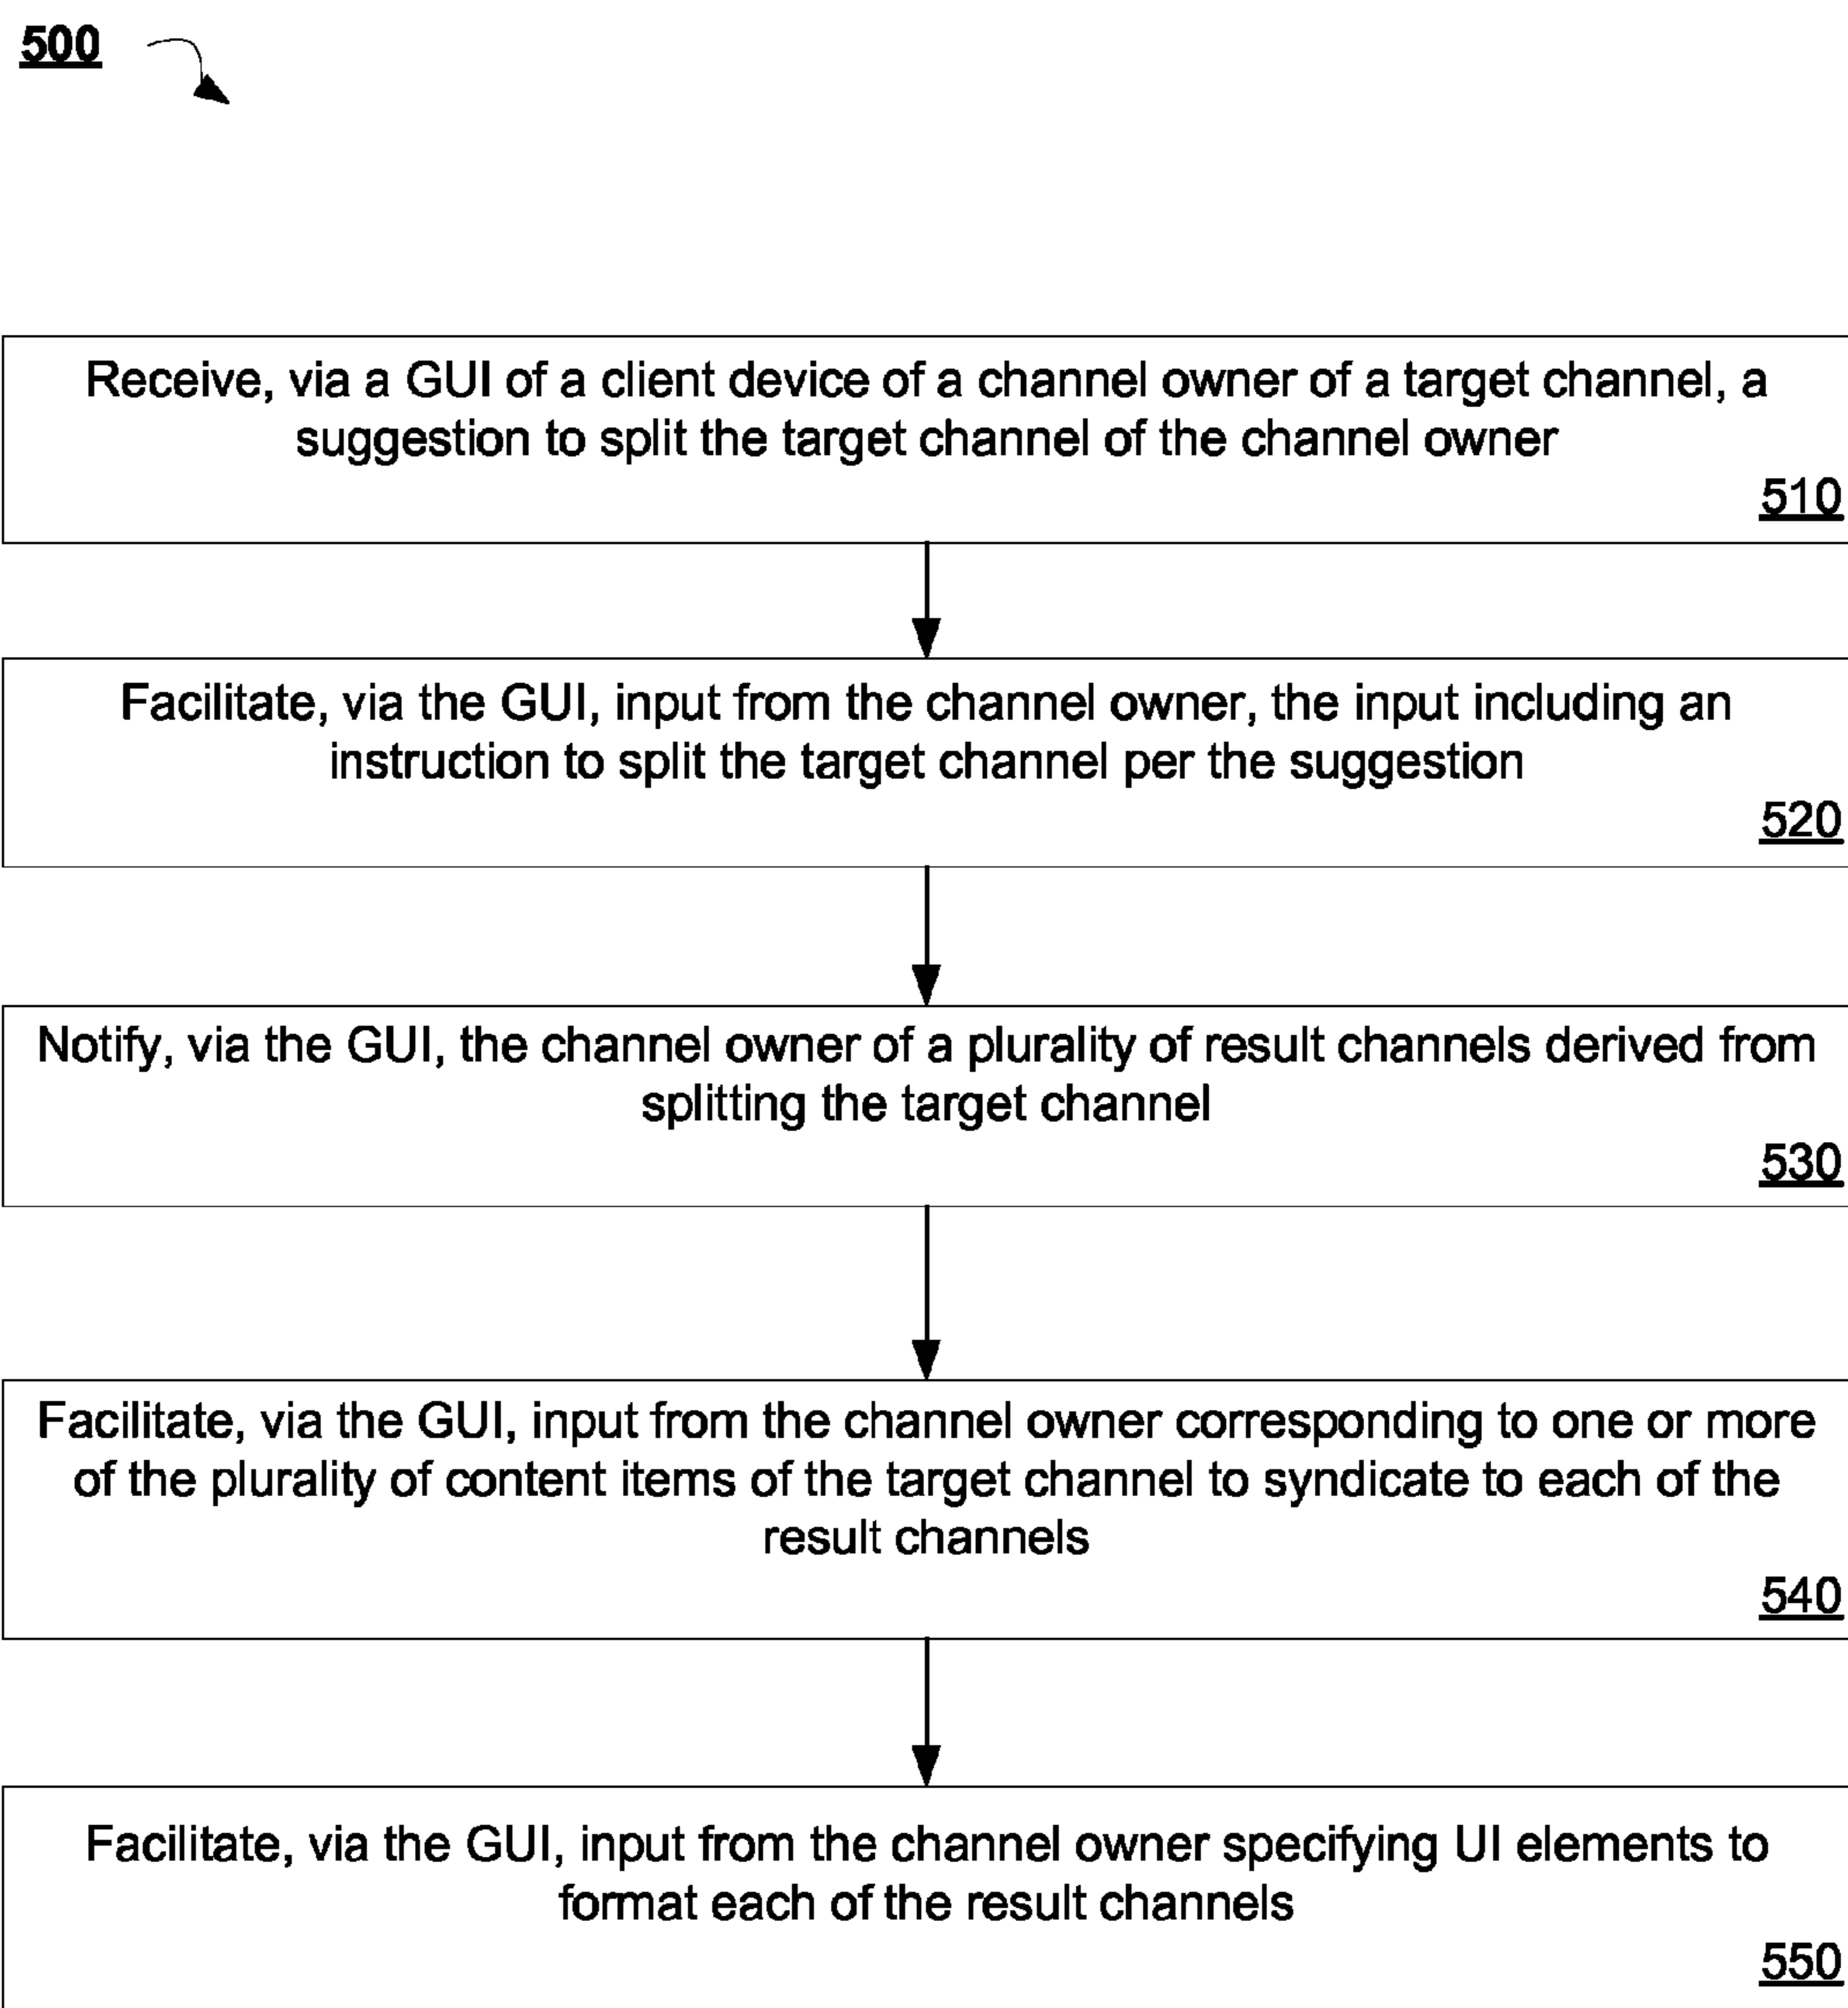 500
Receive, via a GUI of a client device of a channel owner of a target channel, a
suggestion to split the target channel of the channel owner
510
Facilitate, via the GUI, input from the channel owner, the input including an
instruction to split the target channel per the suggestion
520
Notify, via the GUI, the channel owner of a plurality of result channels derived from
splitting the target channel
530
Facilitate, via the GUI, input from the channel owner corresponding to one or more
of the plurality of content items of the target channel to syndicate to each of the
result channels
540
Facilitate, via the GUI, input from the channel owner specifying UI elements to
format each of the result channels
550